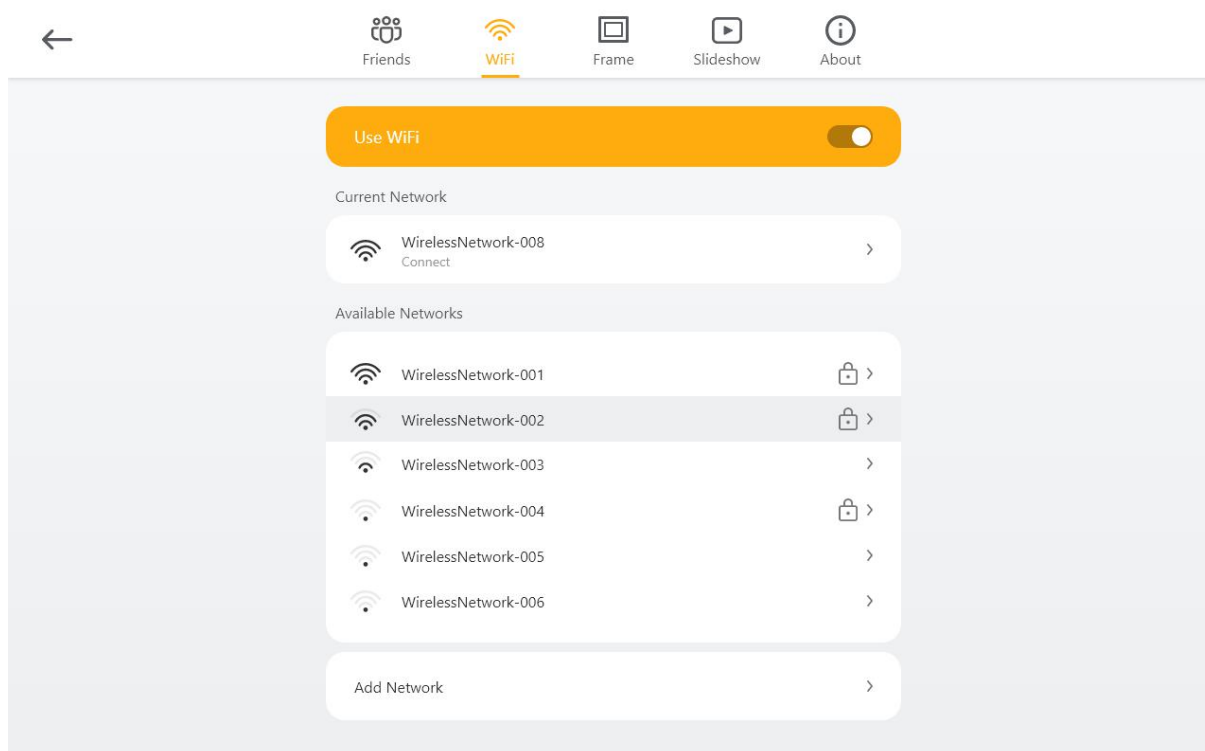 Friends WiFi Frame Slideshow About
Use WiFi
Current Network
WirelessNetwork-008
Connect
Available Networks
WirelessNetwork-001
WirelessNetwork-002
WirelessNetwork-003
WirelessNetwork-004
WirelessNetwork-005
WirelessNetwork-006
Add Network